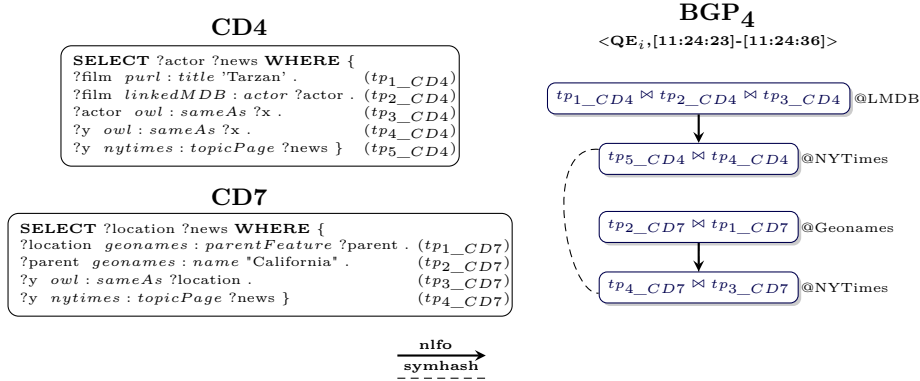 CD4
SELECT ?actor ?news WHERE {
?film purl : title 'Tarzan' . (tp1_CD4)
?film linkedMDB : actor ?actor . (tp2_CD4)
?actor owl : sameAs ?x . (tp3_CD4)
?y owl : sameAs ?x . (tp4_CD4)
?y nytimes : topicPage ?news } (tp5_CD4)
CD7
SELECT ?location ?news WHERE {
?location geonames : parentFeature ?parent . (tp1_CD7)
?parent geonames : name "California" . (tp2_CD7)
?y owl : sameAs ?location . (tp3_CD7)
?y nytimes : topicPage ?news } (tp4_CD7)
nlfo
symhash
BGP4
<QEi,[11:24:23]-[11:24:36]>
tp1_CD4 ⋈ tp2_CD4 ⋈ tp3_CD4 @LMDB
tp5_CD4 ⋈ tp4_CD4 @NYTimes
tp2_CD7 ⋈ tp1_CD7 @Geonames
tp4_CD7 ⋈ tp3_CD7 @NYTimes